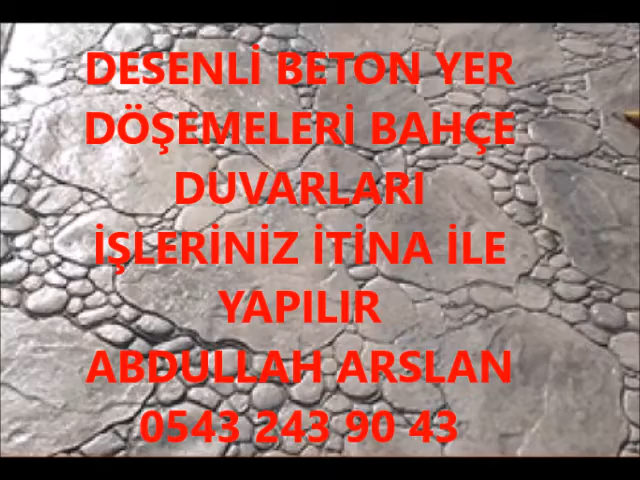 DESENLİ BETON YER
DÖŞEMELERİ BAHÇE
DUVARLARI
İŞLERİNİZ İTİNA İLE
YAPILIR
ABDULLAH ARSLAN
0543 243 90 43